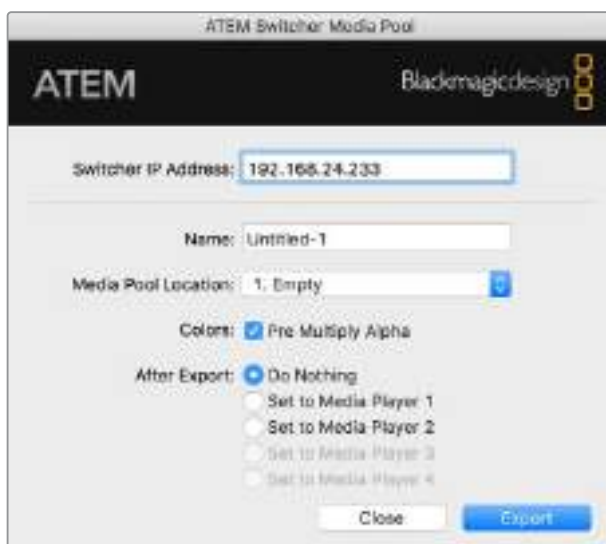 ATEM Switcher Media Pool
ATEM
Blackmagicdesign
Switcher IP Address: 192.168.24.233
Name: Untitled-1
Media Pool Location: 1. Empty
Colors: Pre Multiply Alpha
After Export: Do Nothing
Set to Media Player 1
Set to Media Player 2
Set to Media Player 3
Set to Media Player 4
Close Export